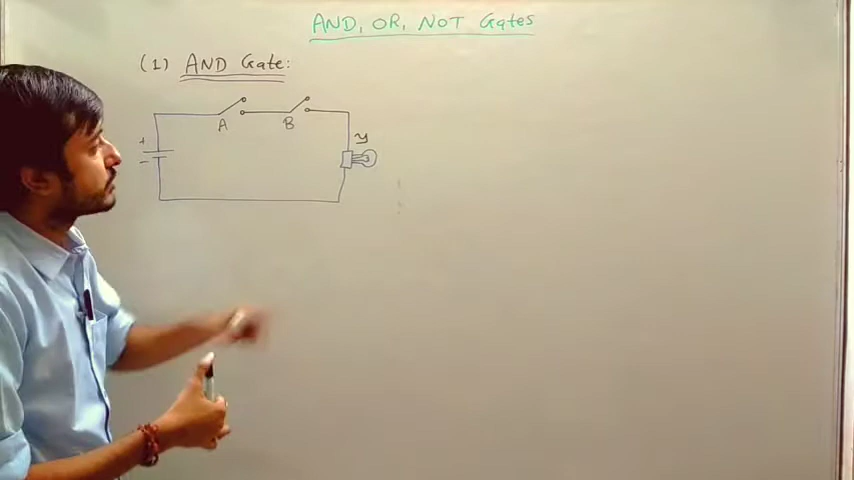 AND, OR, NOT Gates
(1) AND Gate:
A B
y
+
-